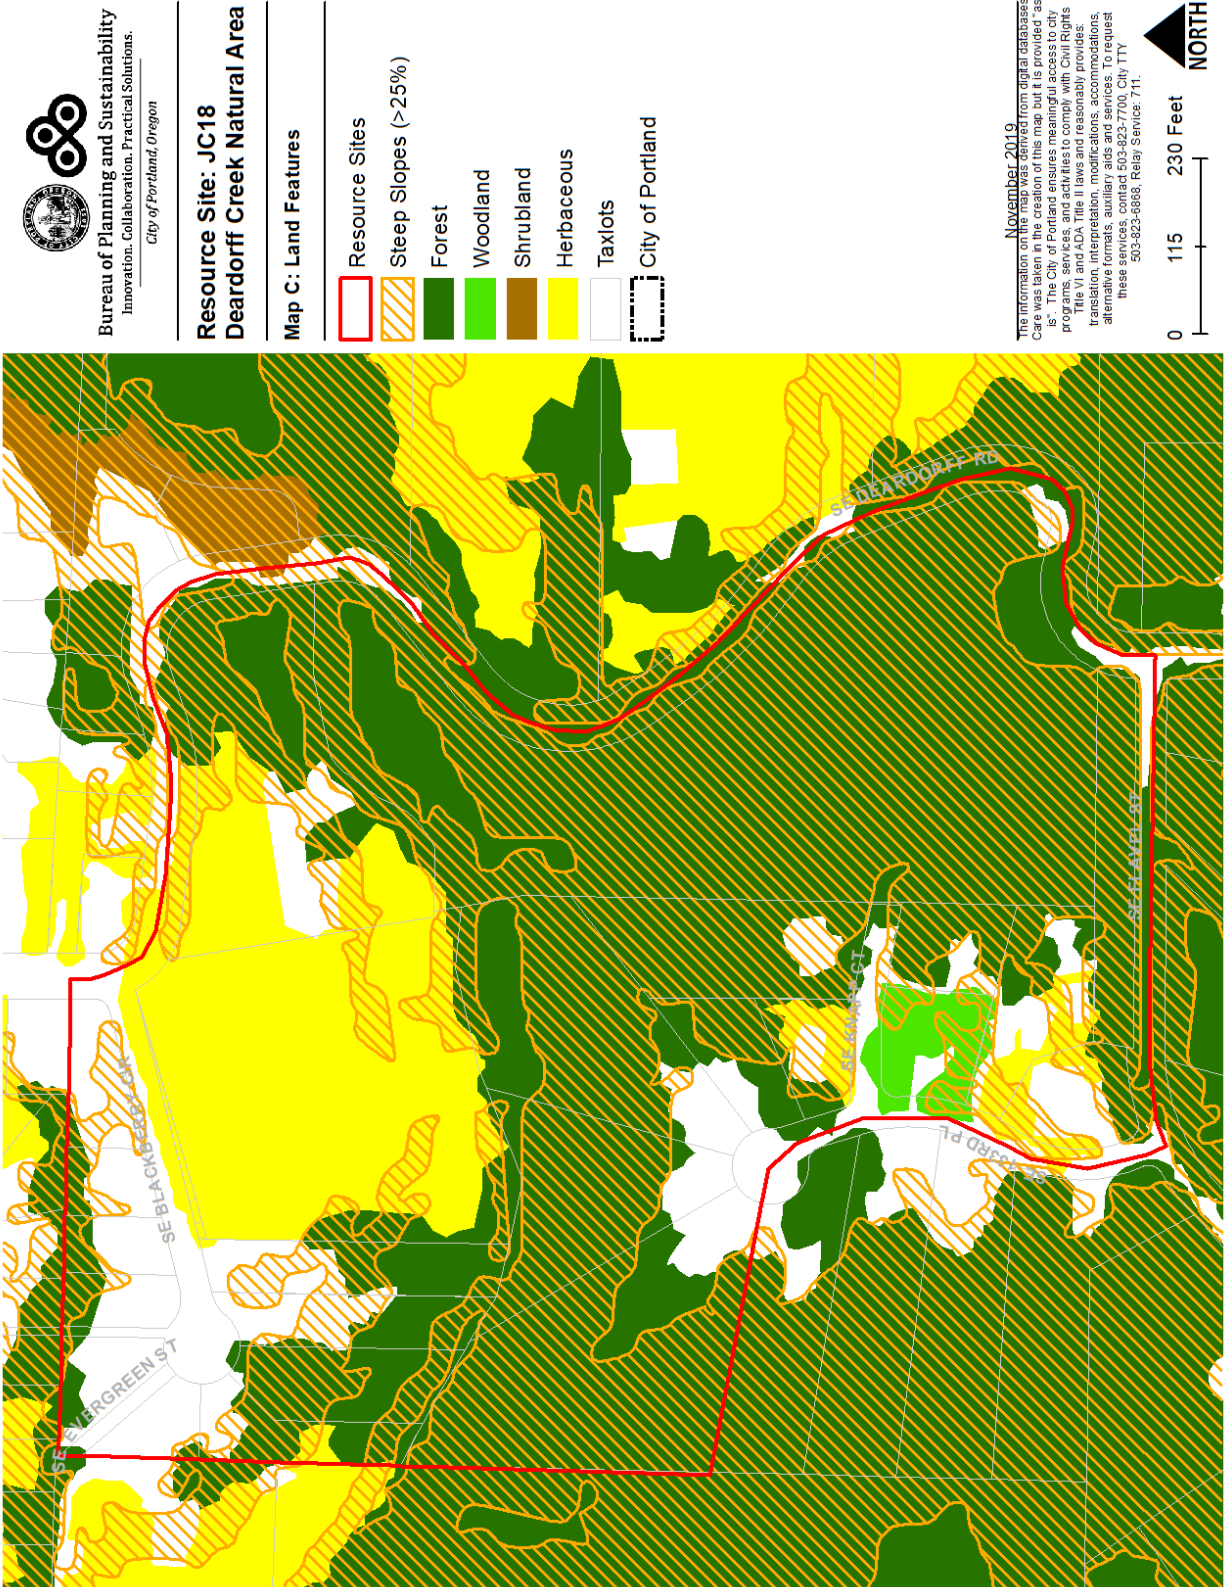 Bureau of Planning and Sustainability
Innovation. Collaboration. Practical Solutions.
City of Portland, Oregon
Resource Site: JC18
Deardorff Creek Natural Area
Map C: Land Features
Resource Sites
Steep Slopes (>25%)
Forest
Woodland
Shrubland
Herbaceous
Taxlots
City of Portland
November 2019
The information on the map was derived from digital databases
Care was taken in the creation of this map but it is provided "as
is". The City of Portland ensures meaningful access to city
programs, services, and activities to comply with Civil Rights
Title VI and ADA Title II laws and reasonably provides:
translation, interpretation, modifications, accommodations,
alternative formats, auxiliary aids and services. To request
these services, contact 503-823-7700, City TTY
503-823-6868, Relay Service: 711.
0 115 230 Feet
NORTH
SE DEARDORFF RD
SE FLAVEL ST
SE KNAPP CT
SE 143RD PL
SE BLACKBERRY CIR
SE EVERGREEN ST